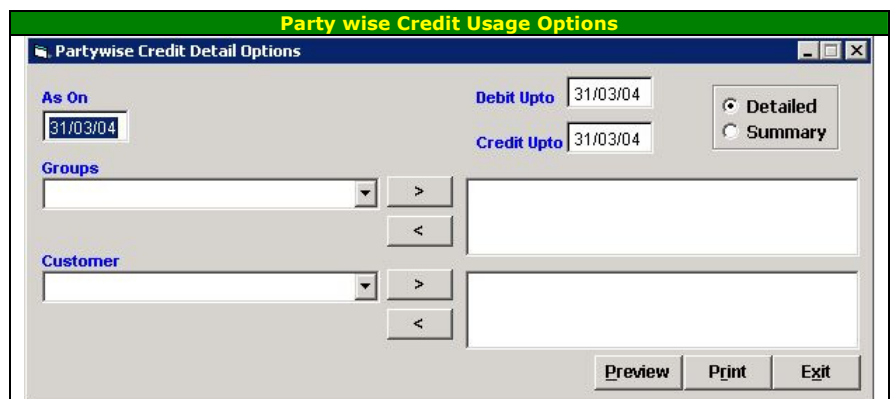 Party wise Credit Usage Options
Partywise Credit Detail Options
As On
31/03/04
Debit Upto 31/03/04
Credit Upto 31/03/04
Detailed
Summary
Groups
>
<
Customer
>
<
Preview Print Exit